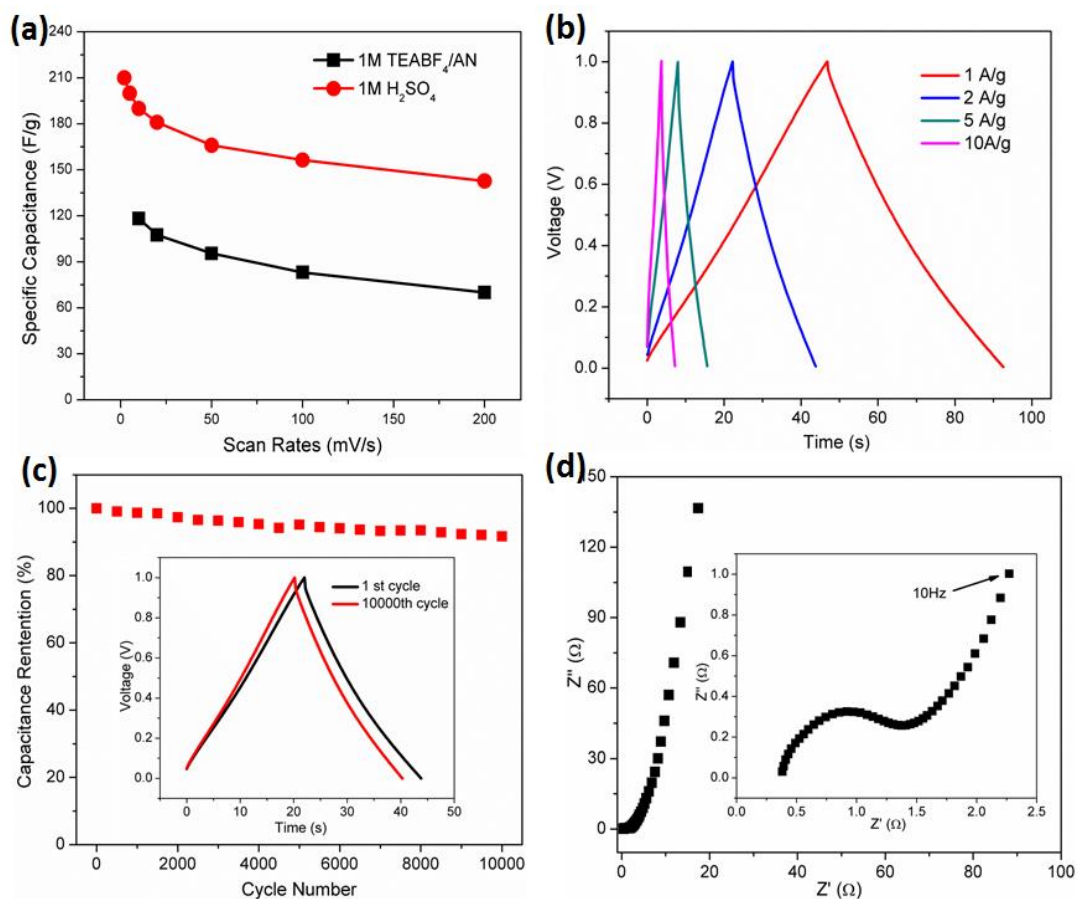 (a)
Specific Capacitance (F/g)
210
180
150
120
90
60
30
0
1M TEABF4/AN
1M H2SO4
0
50
100
150
200
Scan Rates (mV/s)
(b)
Voltage (V)
1.0
0.8
0.6
0.4
0.2
0.0
1 A/g
2 A/g
5 A/g
10A/g
0
20
40
60
80
100
Time (s)
(c)
Capacitance Rentention (%)
100
80
60
40
20
0
Voltage (V)
1.0
0.8
0.6
0.4
0.2
0.0
1 st cycle
10000th cycle
0
10
20
30
40
50
Time (s)
0
2000
4000
6000
8000
10000
Cycle Number
(d)
Z" (Ω)
150
120
90
60
30
0
Z" (Ω)
1.0
0.8
0.6
0.4
0.2
0.0
10Hz
0.0
0.5
1.0
1.5
2.0
2.5
Z' (Ω)
0
20
40
60
80
100
Z' (Ω)